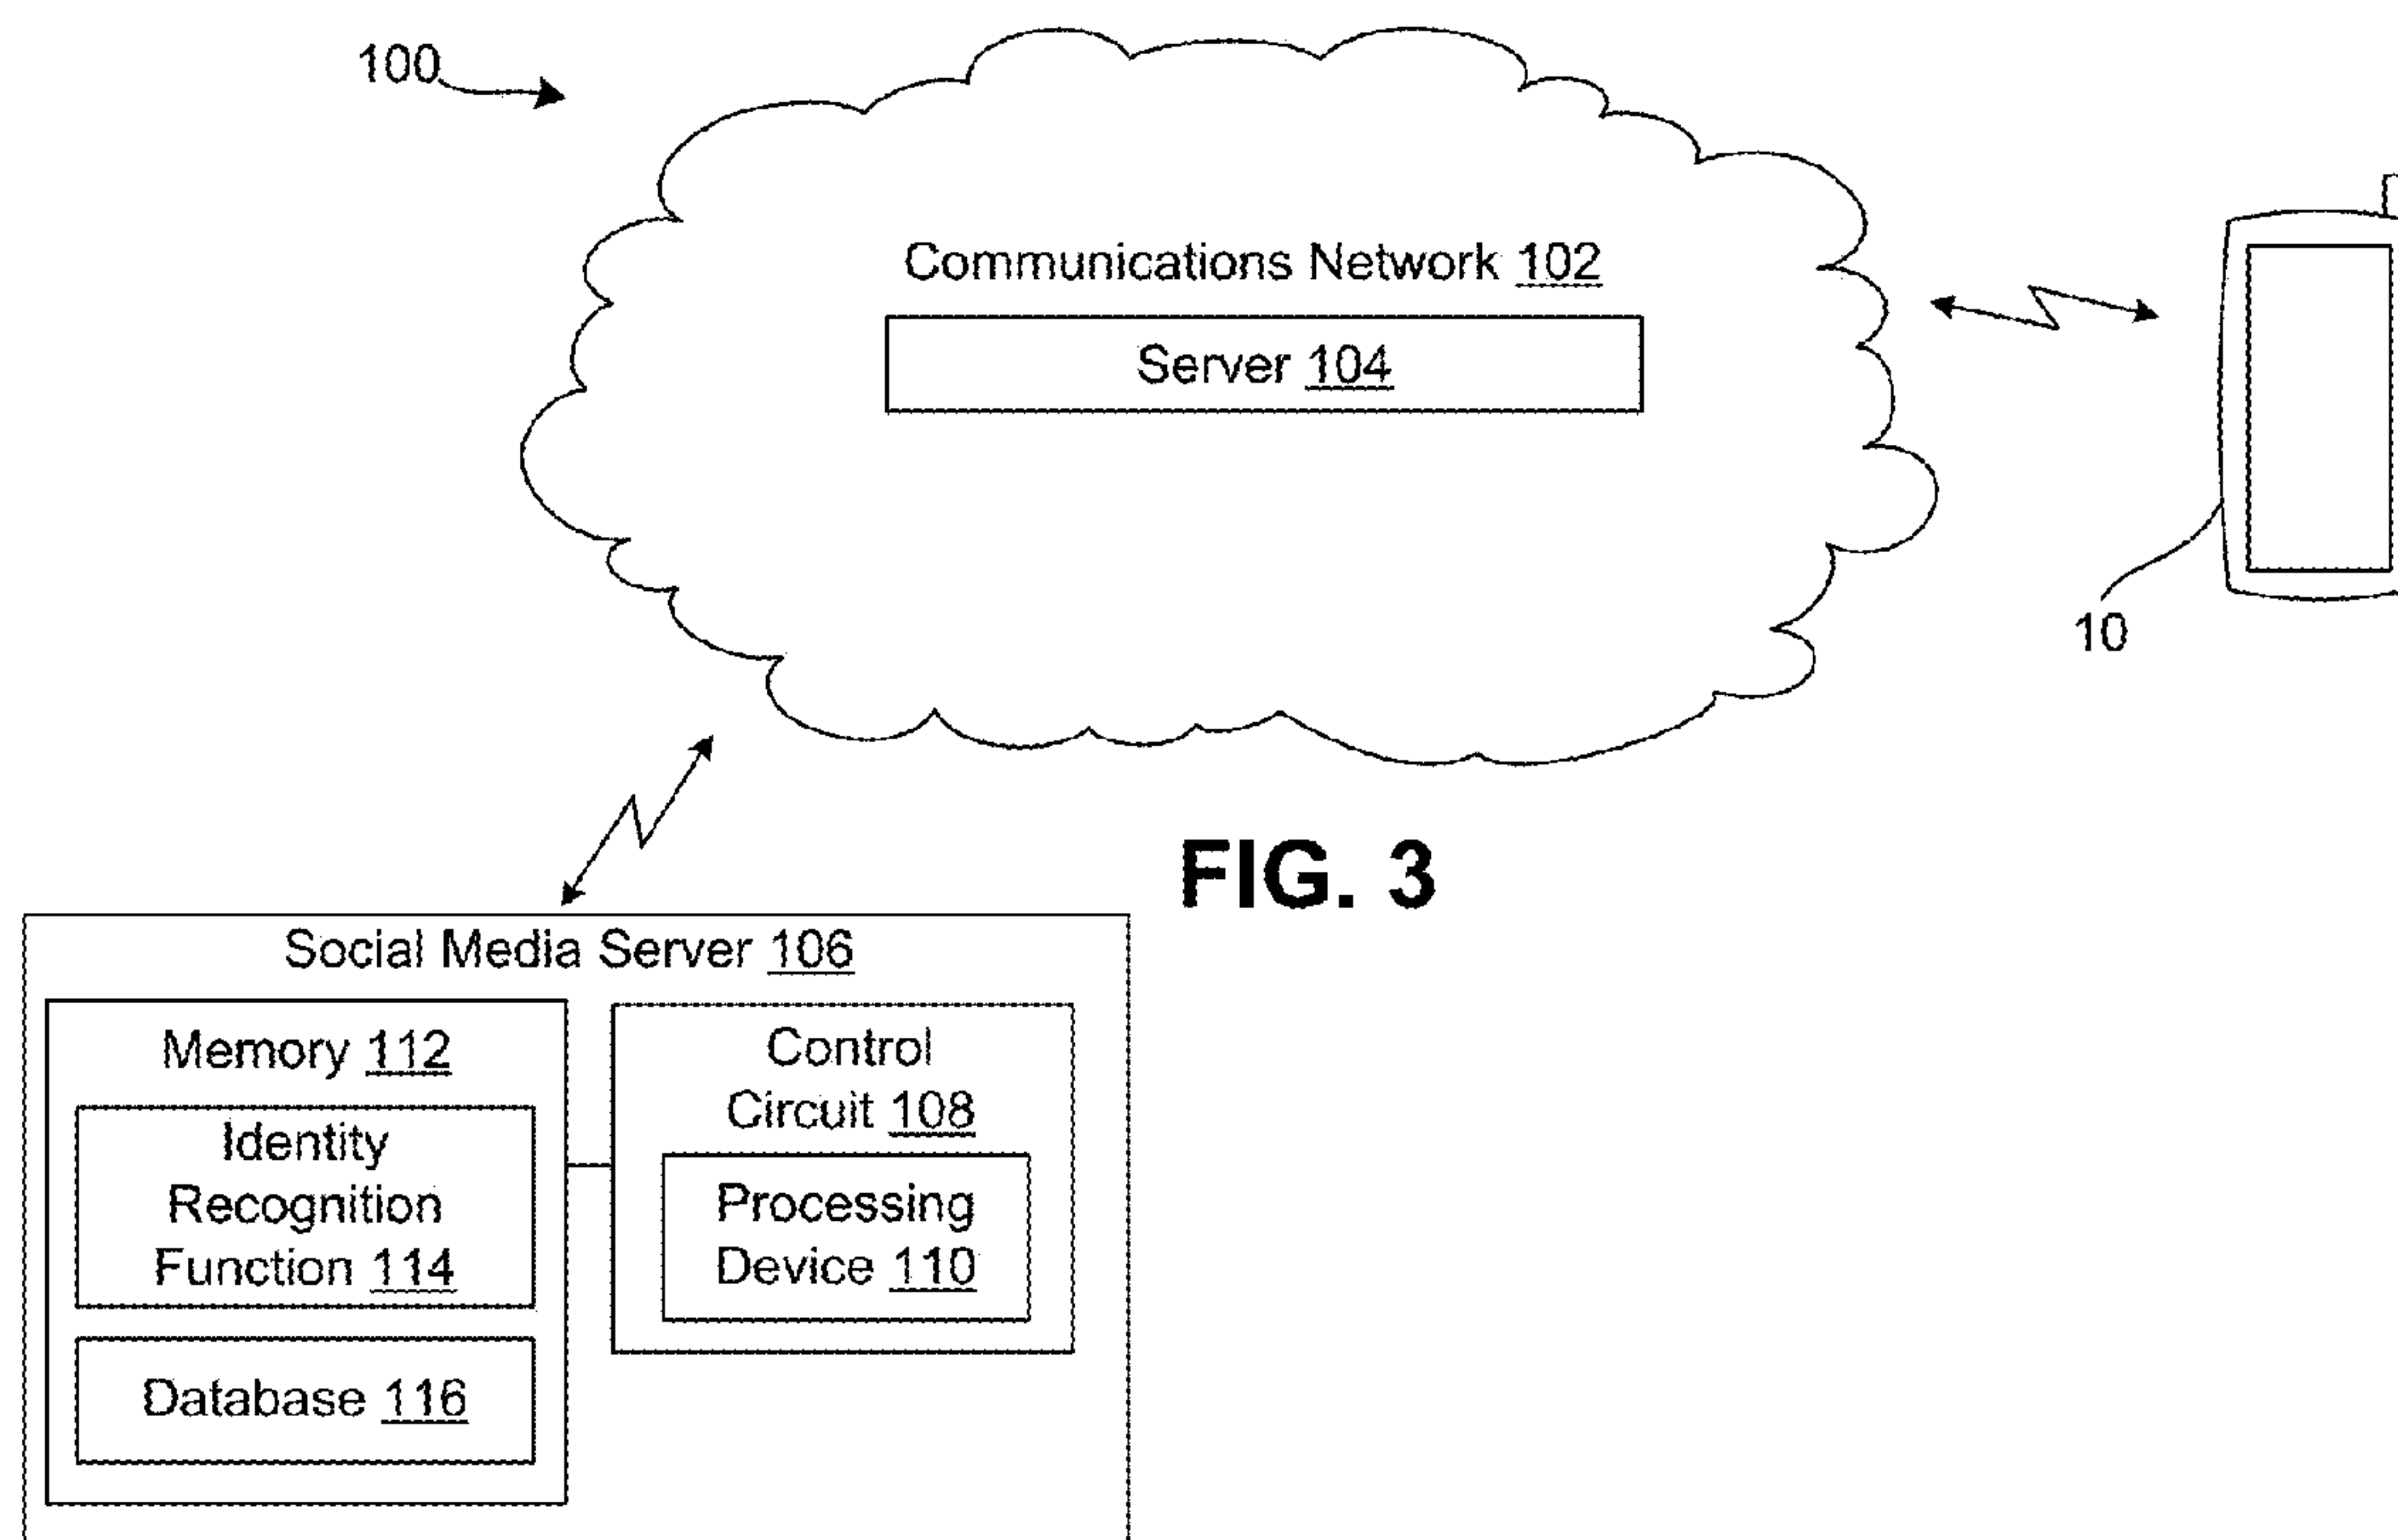 100
Communications Network 102
Server 104
10
FIG. 3
Social Media Server 106
Memory 112
Identity
Recognition
Function 114
Database 116
Control
Circuit 108
Processing
Device 110